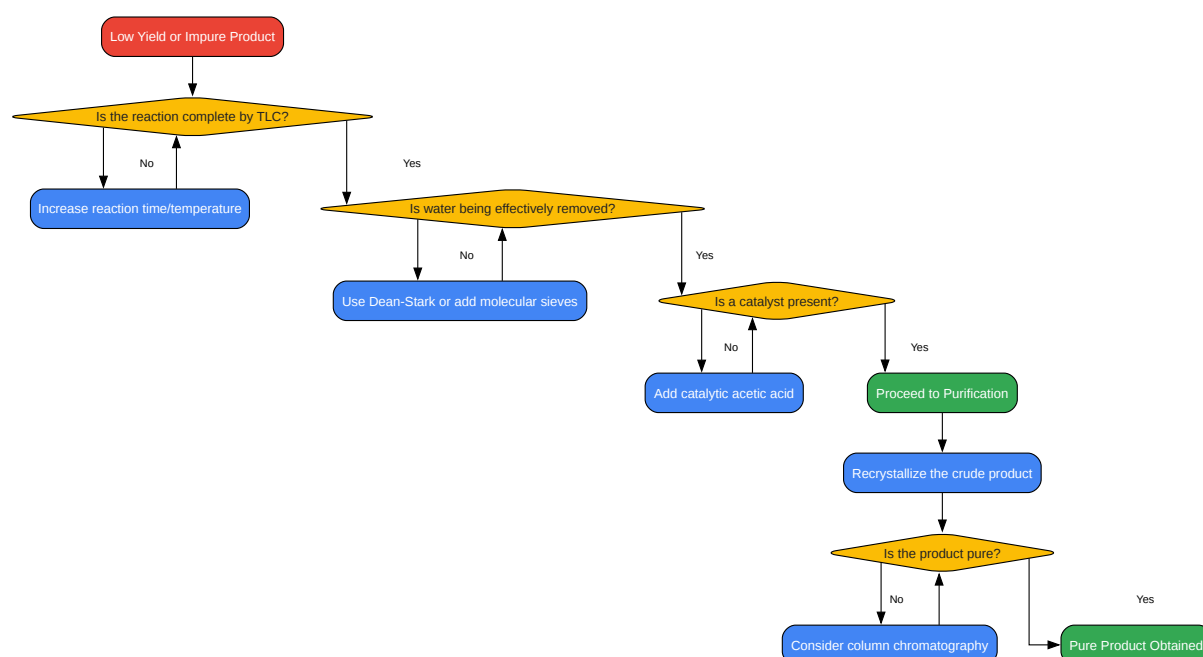 Low Yield or Impure Product
Is the reaction complete by TLC?
No
Yes
Increase reaction time/temperature
Is water being effectively removed?
No
Yes
Use Dean-Stark or add molecular sieves
Is a catalyst present?
No
Yes
Add catalytic acetic acid
Proceed to Purification
Recrystallize the crude product
Is the product pure?
No
Yes
Consider column chromatography
Pure Product Obtained